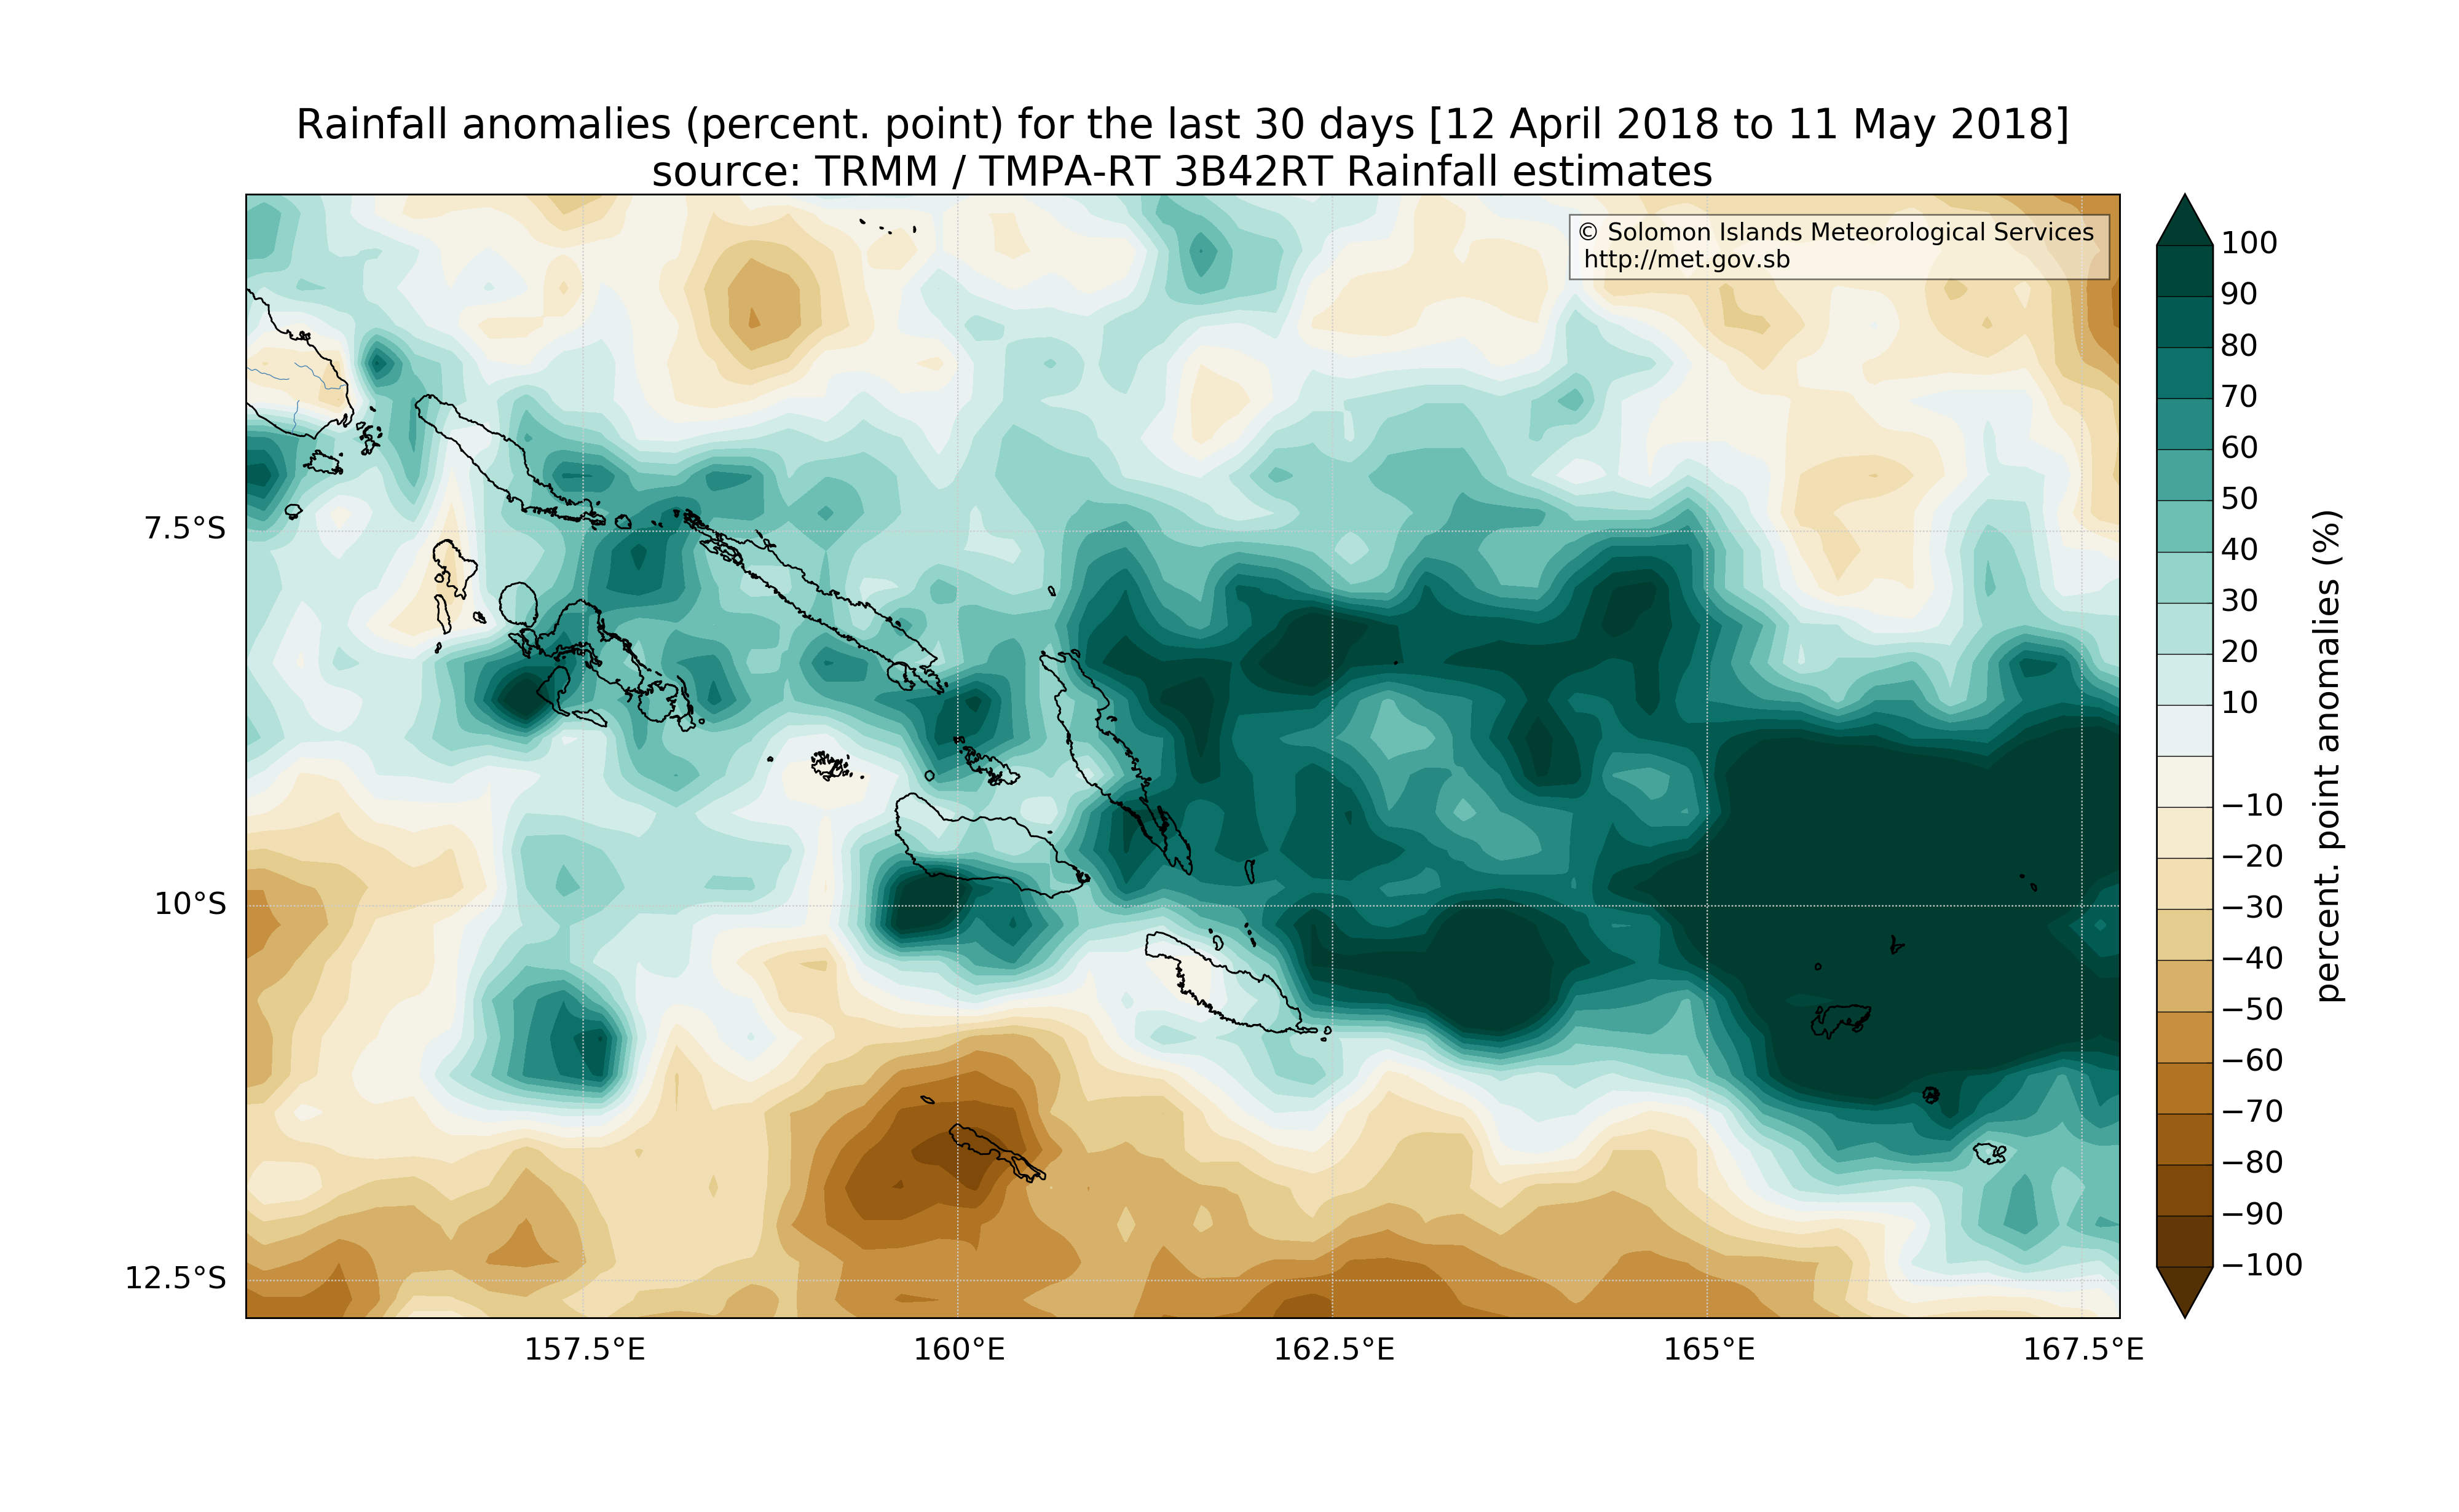 Rainfall anomalies (percent. point) for the last 30 days [12 April 2018 to 11 May 2018]
source: TRMM / TMPA-RT 3B42RT Rainfall estimates
© Solomon Islands Meteorological Services
http://met.gov.sb
7.5°S
10°S
12.5°S
157.5°E
160°E
162.5°E
165°E
167.5°E
100
90
80
70
60
50
40
30
20
10
−10
−20
−30
−40
−50
−60
−70
−80
−90
−100
percent. point anomalies (%)